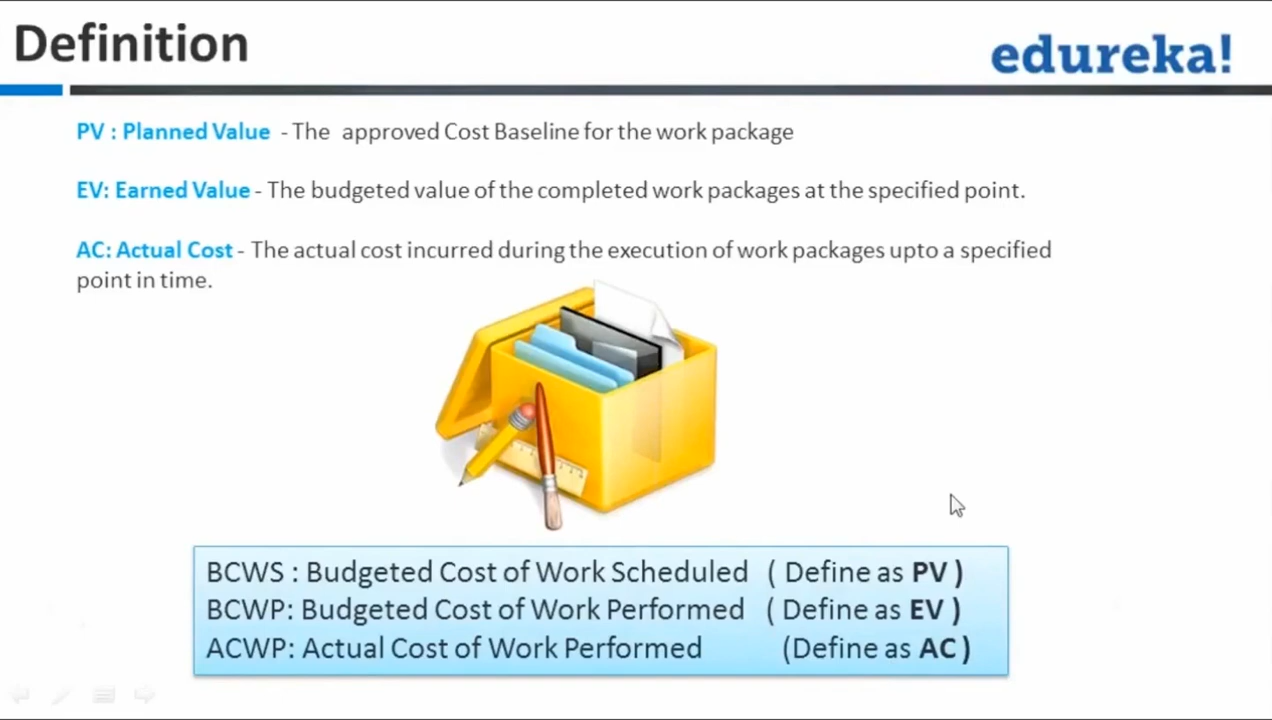 Definition
edureka!
PV : Planned Value - The approved Cost Baseline for the work package
EV: Earned Value - The budgeted value of the completed work packages at the specified point.
AC: Actual Cost - The actual cost incurred during the execution of work packages upto a specified
point in time.
BCWS : Budgeted Cost of Work Scheduled ( Define as PV )
BCWP: Budgeted Cost of Work Performed ( Define as EV )
ACWP: Actual Cost of Work Performed (Define as AC )